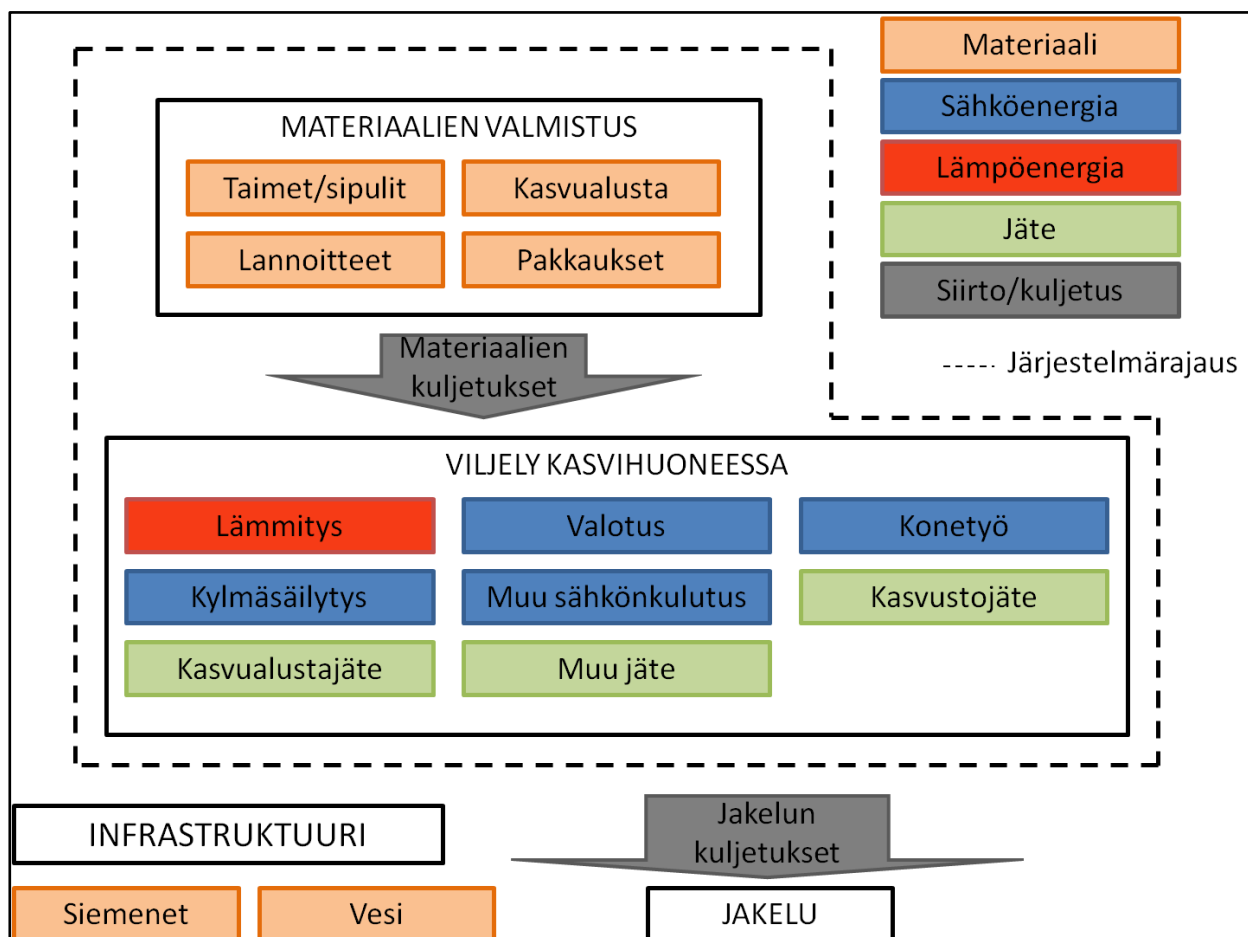 Materiaali
Sähköenergia
Lämpöenergia
Jäte
Siirto/kuljetus
----- Järjestelmärajaus
MATERIAALIEN VALMISTUS
Taimet/sipulit
Kasvualusta
Lannoitteet
Pakkaukset
Materiaalien
kuljetukset
VILJELY KASVIHUONEESSA
Lämmitys
Valotus
Konetyö
Kylmäsäilytys
Muu sähkönkulutus
Kasvustojäte
Kasvualustajäte
Muu jäte
INFRASTRUKTUURI
Jakelun
kuljetukset
Siemenet
Vesi
JAKELU